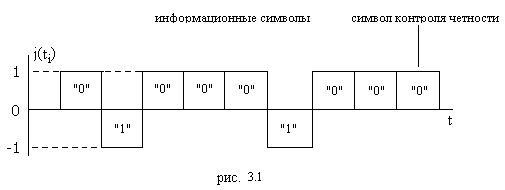 информационные символы символ контроля четности
j(ti)
1 "0" "0" "0" "0" "0" "0" "0"
0 t
-1 "1" "1"
рис. 3.1